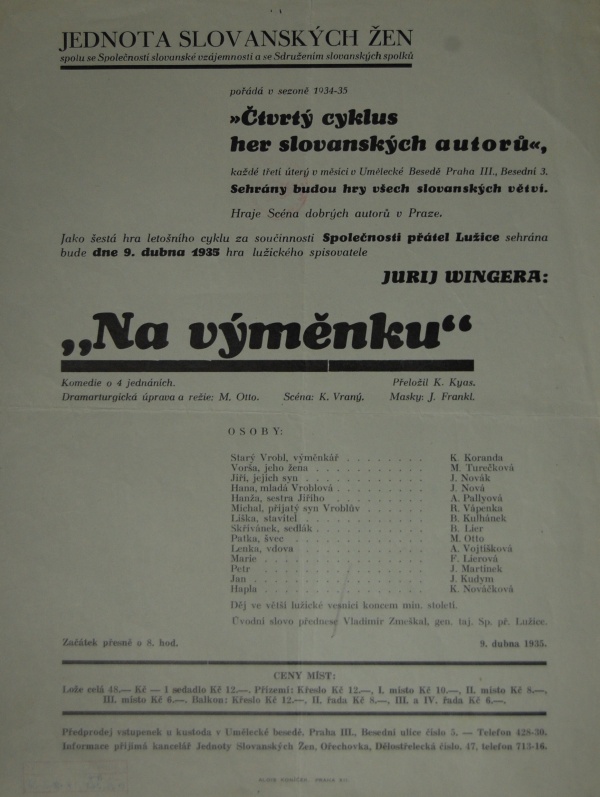 JEDNOTA SLOVANSKÝCH ŽEN
spolu se Společností slovanské vzájemnosti a se Sdružením slovanských spolků
pořádá v sezoně 1934-35
»Čtvrtý cyklus
her slovanských autorů«,
každé třetí úterý v měsíci v Umělecké Besedě Praha III., Besední 3.
Sehrány budou hry všech slovanských větví.
Hraje Scéna dobrých autorů v Praze.
Jako šestá hra letošního cyklu za součinnosti Společnosti přátel Lužice sehrána
bude dne 9. dubna 1935 hra lužického spisovatele
JURIJ WINGERA:
„Na výměnku“
Komedie o 4 jednáních. Přeložil K. Kyas.
Dramarturgická úprava a režie: M. Otto. Scéna: K. Vraný. Masky: J. Frankl.
OSOBY:
Starý Vrobl, výměnkář . . . . . . . . K. Koranda
Vorša, jeho žena . . . . . . . . . . M. Turečková
Jiří, jejich syn . . . . . . . . . . . J. Novák
Hana, mladá Vroblová . . . . . . . . J. Nová
Hanža, sestra Jiřího . . . . . . . . . A. Pallyová
Michal, přijatý syn Vroblův . . . . . . R. Vápenka
Liška, stavitel . . . . . . . . . . . B. Kulhánek
Skřivánek, sedlák . . . . . . . . . . B. Lier
Patka, švec . . . . . . . . . . . . M. Otto
Lenka, vdova . . . . . . . . . . . A. Vojtíšková
Marie . . . . . . . . . . . . . . F. Lierová
Petr . . . . . . . . . . . . . . J. Martinek
Jan . . . . . . . . . . . . . . . J. Kudym
Hapla . . . . . . . . . . . . . . K. Nováčková
Děj ve větší lužické vesnici koncem min. století.
Úvodní slovo přednese Vladimír Zmeškal, gen. taj. Sp. př. Lužice.
Začátek přesně o 8. hod. 9. dubna 1935.
CENY MÍST:
Lože celá 48.— Kč — 1 sedadlo Kč 12.—. Přízemí: Křeslo Kč 12.—, I. místo Kč 10.—, II. místo Kč 8.—,
III. místo Kč 6.—. Balkon: Křeslo Kč 12.—, II. řada Kč 8.—, III. a IV. řada Kč 6.—.
Předprodej vstupenek u kustoda v Umělecké besedě, Praha III., Besední ulice číslo 5. — Telefon 428-30.
Informace přijímá kancelář Jednoty Slovanských Žen, Ořechovka, Dělostřelecká číslo. 47, telefon 713-16.